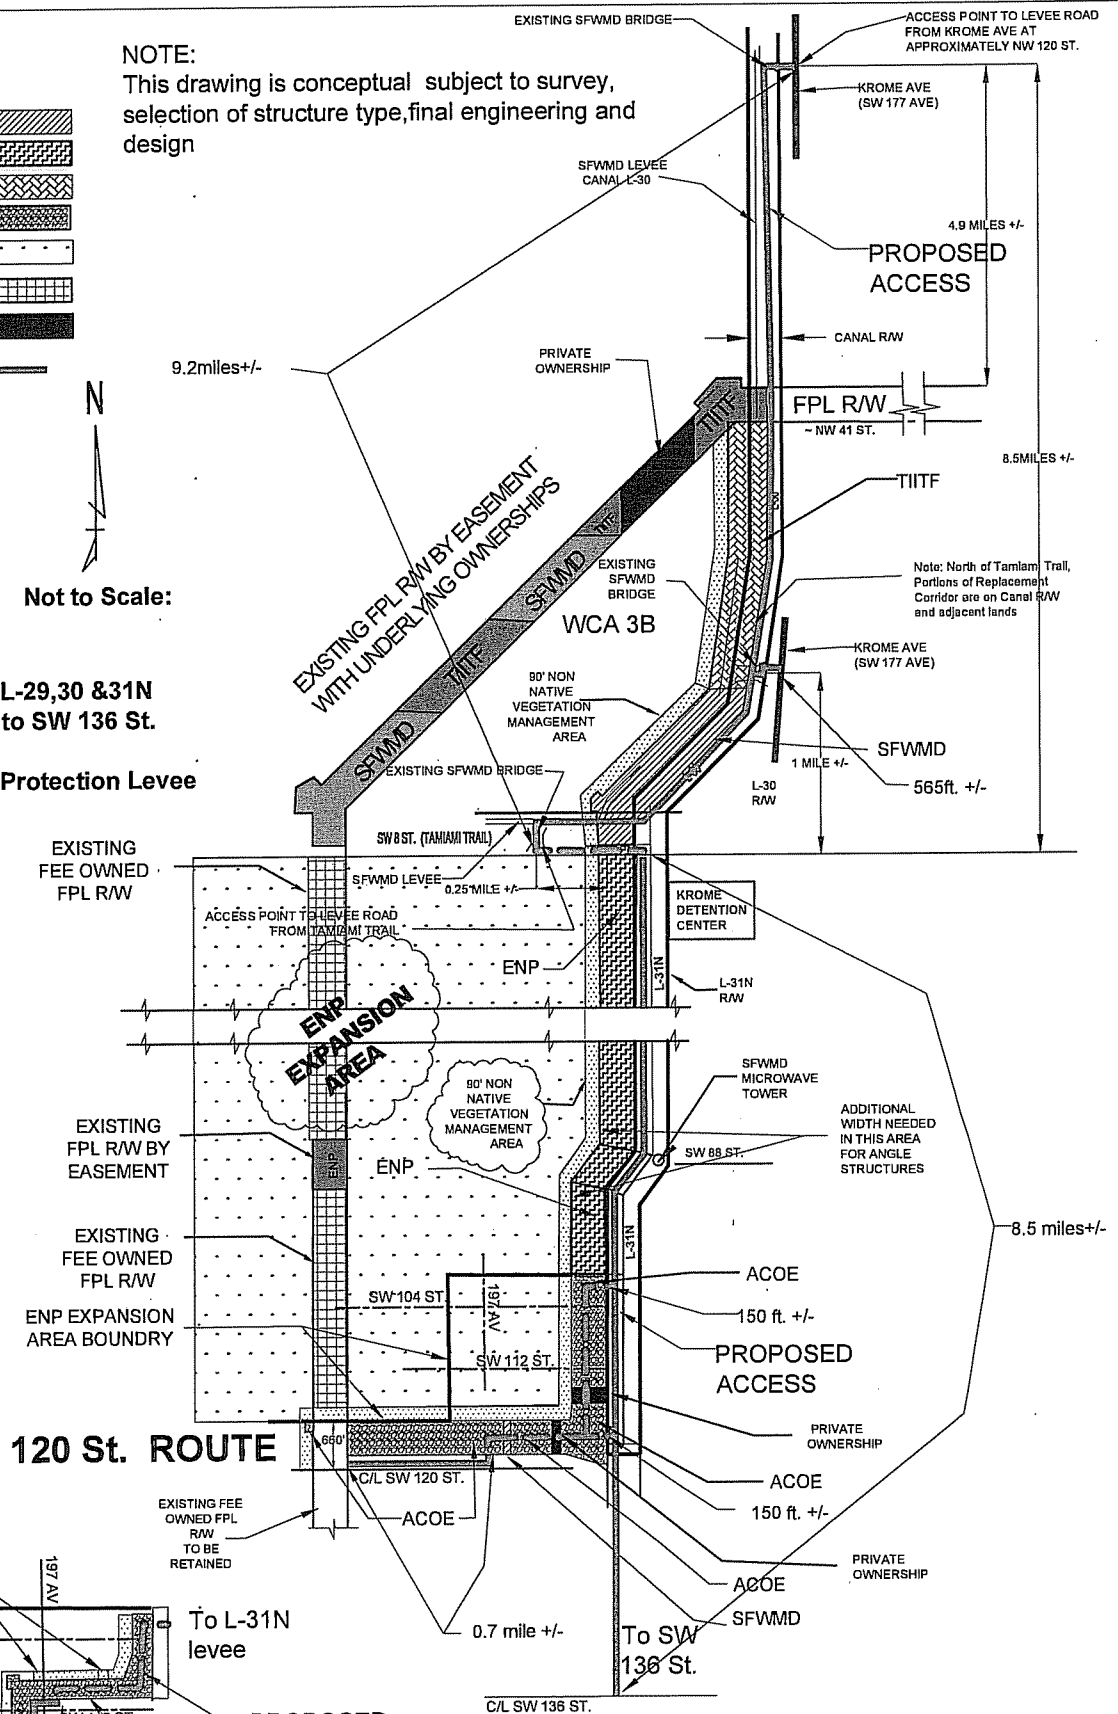 EXISTING SFWMD BRIDGE
ACCESS POINT TO LEVEE ROAD
FROM KROME AVE AT
APPROXIMATELY NW 120 ST.
NOTE:
This drawing is conceptual subject to survey,
selection of structure type,final engineering and
design
KROME AVE
(SW 177 AVE)
SFWMD LEVEE
CANAL L-30
4.9 MILES +/-
PROPOSED
ACCESS
CANAL R/W
9.2miles+/-
PRIVATE
OWNERSHIP
N
TIITF
FPL R/W
~ NW 41 ST.
8.5MILES +/-
TIITF
EXISTING FPL R/W BY EASEMENT
WITH UNDERLYING OWNERSHIPS
TIITF
SFWMD
TIITF
SFWMD
L-30
EXISTING
SFWMD
BRIDGE
WCA 3B
Note: North of Tamiam Trail,
Portions of Replacement
Corridor are on Canal R/W
and adjacent lands
Not to Scale:
KROME AVE
(SW 177 AVE)
90' NON
NATIVE
VEGETATION
MANAGEMENT
AREA
L-29,30 &31N
to SW 136 St.
SFWMD
1 MILE +/-
565ft. +/-
Protection Levee
EXISTING SFWMD BRIDGE
L-30
R/W
SW 8 ST. (TAMIAMI TRAIL)
EXISTING
FEE OWNED
FPL R/W
SFWMD LEVEE
0.25 MILE +/-
KROME
DETENTION
CENTER
ACCESS POINT TO LEVEE ROAD
FROM TAMIAMI TRAIL
ENP
L-31N
L-31N
R/W
ENP
EXPANSION
AREA
SFWMD
MICROWAVE
TOWER
90' NON
NATIVE
VEGETATION
MANAGEMENT
AREA
ADDITIONAL
WIDTH NEEDED
IN THIS AREA
FOR ANGLE
STRUCTURES
EXISTING
FPL R/W BY
EASEMENT
ENP
ENP
SW 88 ST.
L-31N
8.5 miles+/-
EXISTING
FEE OWNED
FPL R/W
ACOE
SW 104 ST.
197 AV
150 ft. +/-
ENP EXPANSION
AREA BOUNDRY
SW 112 ST.
PROPOSED
ACCESS
PRIVATE
OWNERSHIP
120 St. ROUTE
660'
C/L SW 120 ST.
ACOE
150 ft. +/-
EXISTING FEE
OWNED FPL
R/W
TO BE
RETAINED
ACOE
PRIVATE
OWNERSHIP
197 AV
ACOE
SFWMD
To L-31N
levee
0.7 mile +/-
To SW
136 St.
C/L SW 136 ST.